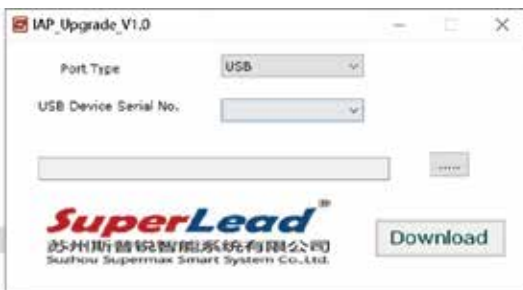 IAP_Upgrade_V1.0
Port Type
USB
USB Device Serial No.
.....
SuperLead®
苏州斯普锐智能系统有限公司
Suzhou Supermax Smart System Co.,Ltd.
Download